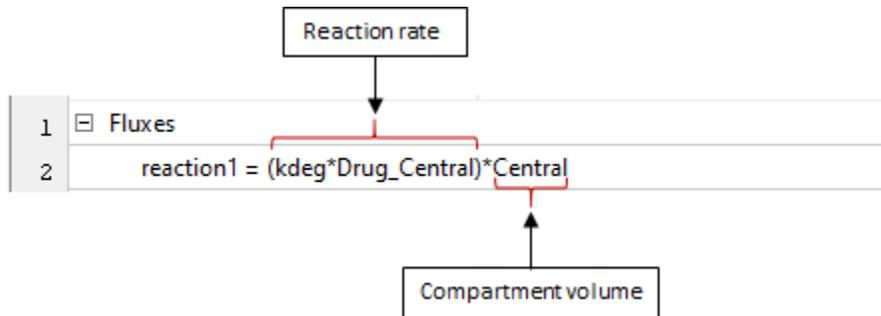 Reaction rate
1 Fluxes
2 reaction1 = (kdeg*Drug_Central)*Central
Compartment volume